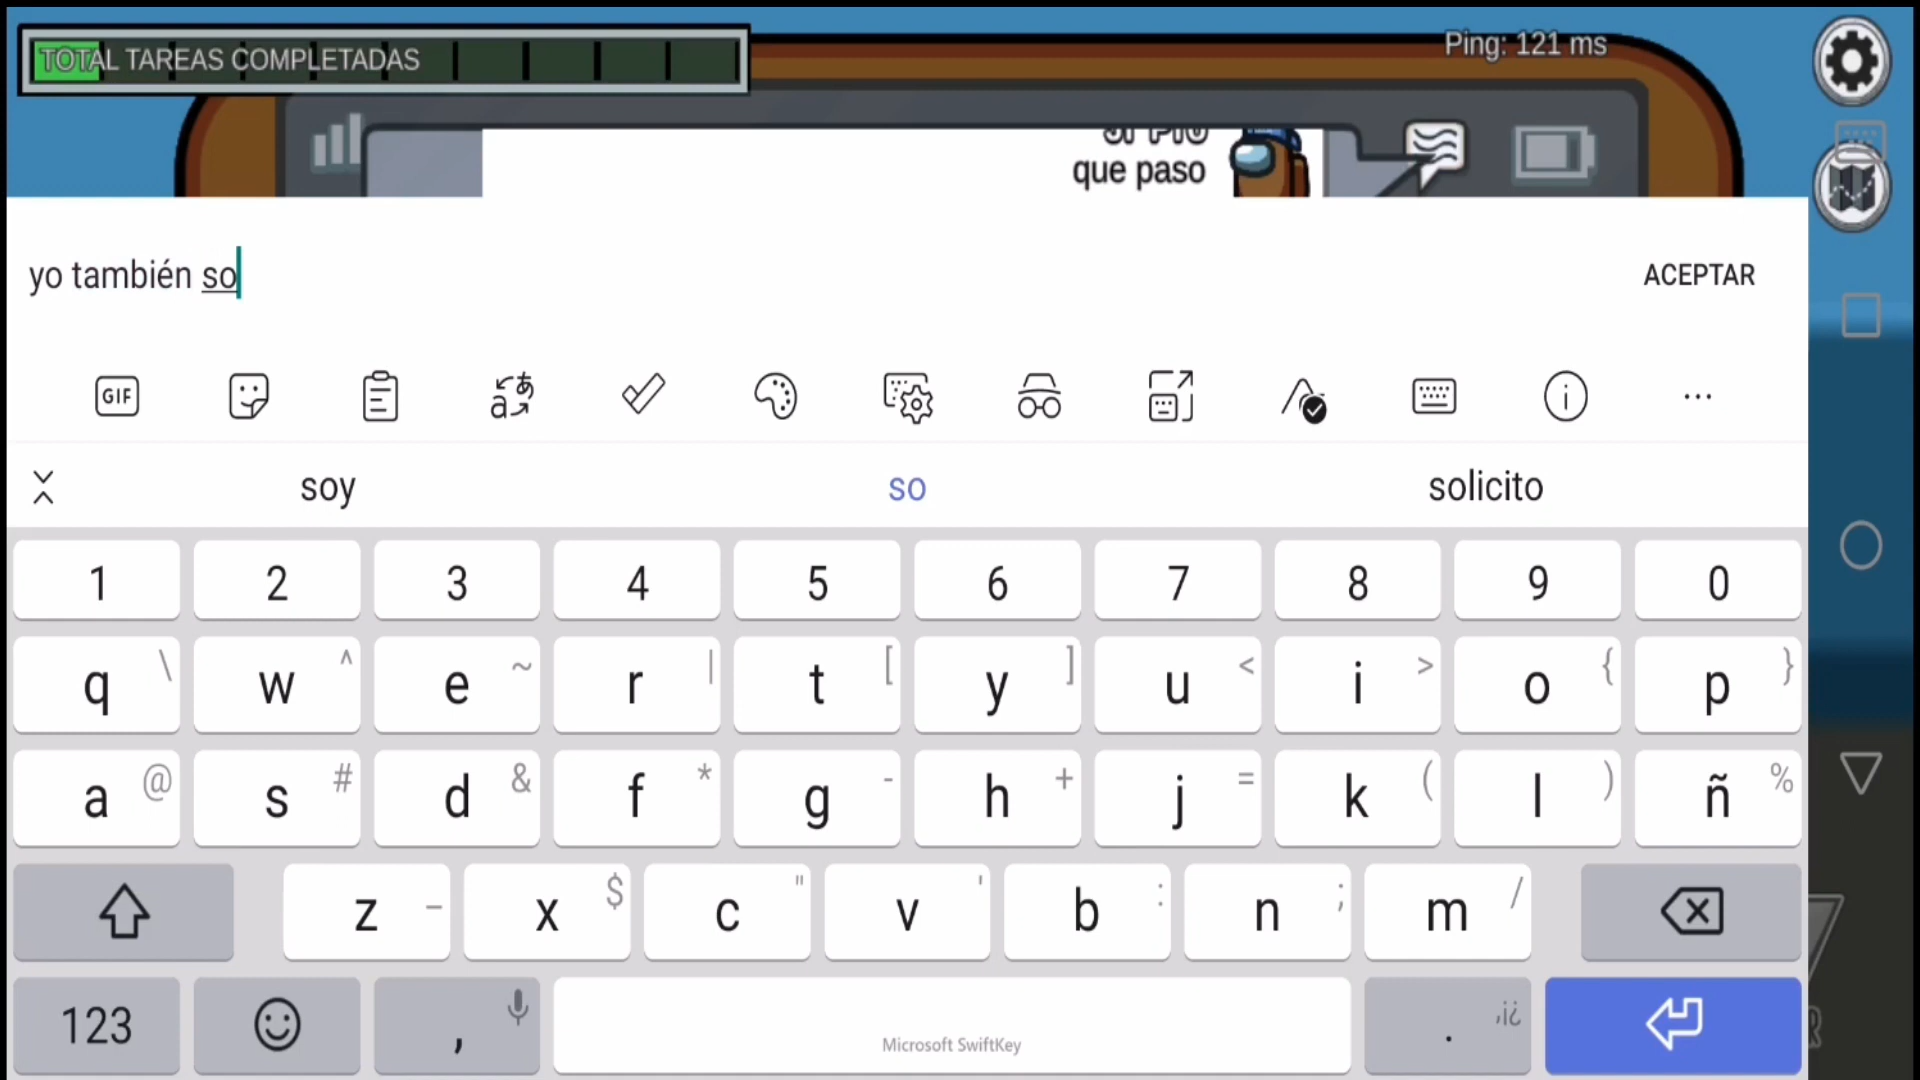 TOTAL TAREAS COMPLETADAS
Ping: 121 ms
que paso
yo también so
ACEPTAR
GIF
soy so solicito
1 2 3 4 5 6 7 8 9 0
q \ w ^ e ~ r | t [ y ] u < i > o { p }
a @ s # d & f * g - h + j = k ( l ) ñ %
z _ x $ c " v ' b : n ; m /
123 , Microsoft SwiftKey . ,¡¿